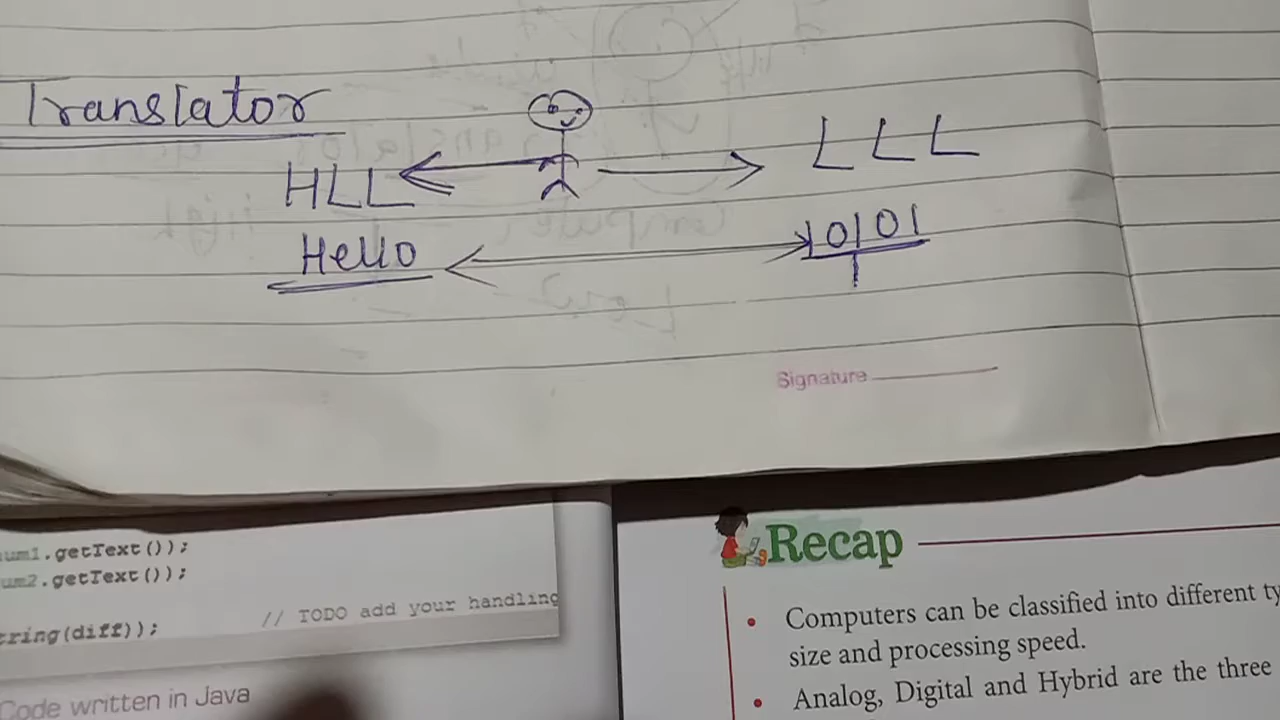 Translator
HLL LLL
Hello 10101
Signature
um1.getText());
um2.getText());
// TODO add your handling
tring(diff));
Code written in Java
Recap
• Computers can be classified into different ty
size and processing speed.
• Analog, Digital and Hybrid are the three